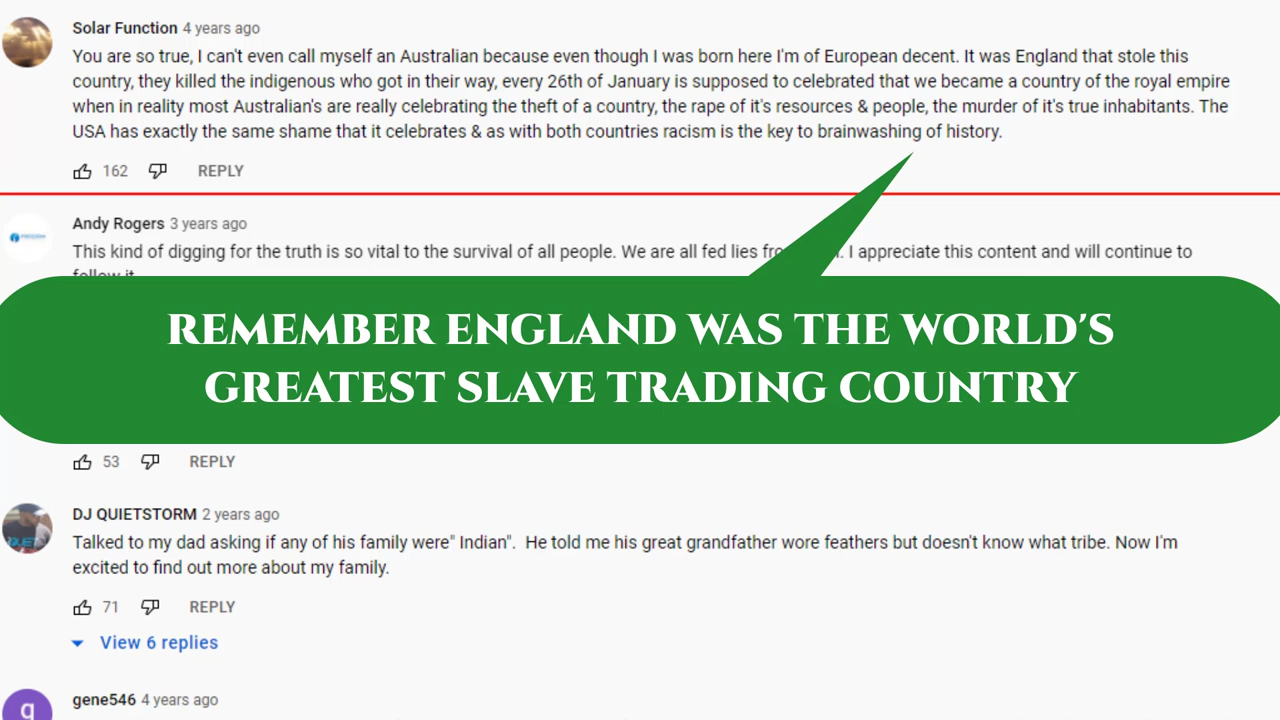 Solar Function 4 years ago
You are so true, I can't even call myself an Australian because even though I was born here I'm of European decent. It was England that stole this
country, they killed the indigenous who got in their way, every 26th of January is supposed to celebrated that we became a country of the royal empire
when in reality most Australian's are really celebrating the theft of a country, the rape of it's resources & people, the murder of it's true inhabitants. The
USA has exactly the same shame that it celebrates & as with both countries racism is the key to brainwashing of history.
162 REPLY
Andy Rogers 3 years ago
This kind of digging for the truth is so vital to the survival of all people. We are all fed lies I appreciate this content and will continue to
follow it
REMEMBER ENGLAND WAS THE WORLD'S
GREATEST SLAVE TRADING COUNTRY
53 REPLY
DJ QUIETSTORM 2 years ago
Talked to my dad asking if any of his family were" Indian".  He told me his great grandfather wore feathers but doesn't know what tribe. Now I'm
excited to find out more about my family.
71 REPLY
View 6 replies
g
gene546 4 years ago